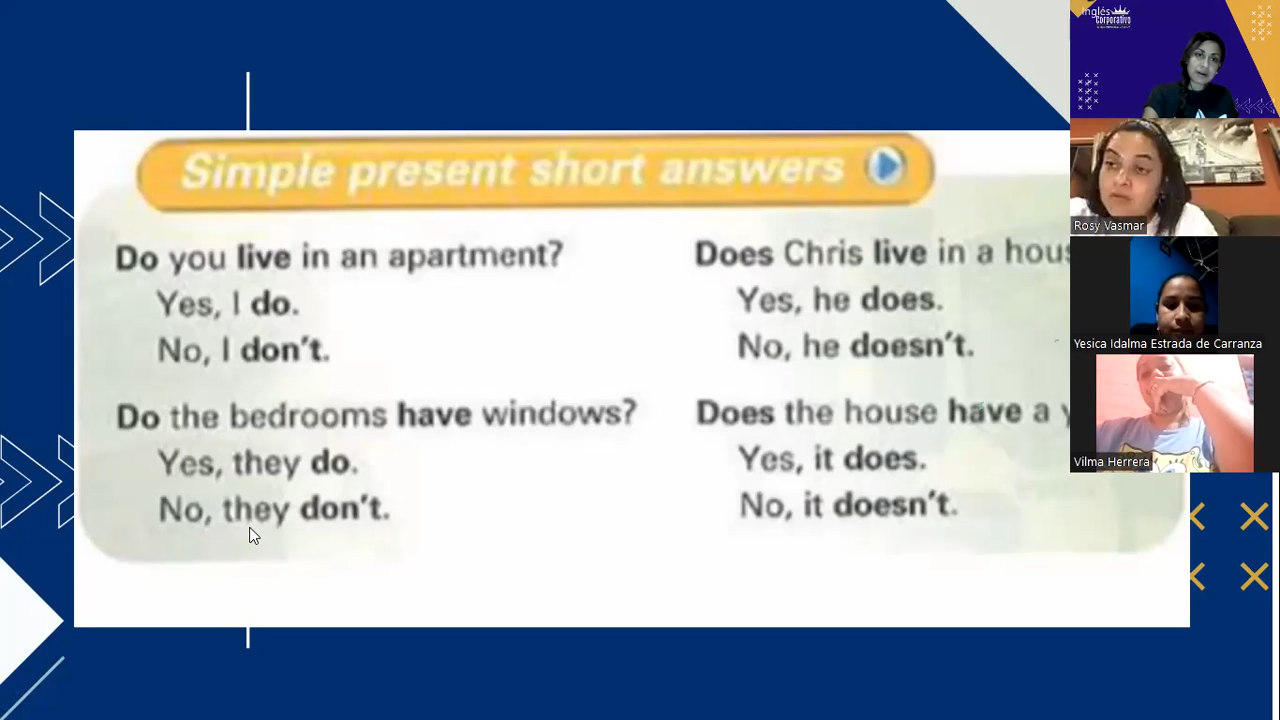 Simple present short answers
Do you live in an apartment?
Yes, I do.
No, I don't.
Do the bedrooms have windows?
Yes, they do.
No, they don't.
Does Chris live in a
Yes, he does.
No, he doesn't.
Does the house have a
Yes, it does.
No, it doesn't.
Inglés
Corporativo
Rosy Vasmar
Yesica Idalma Estrada de Carranza
Vilma Herrera